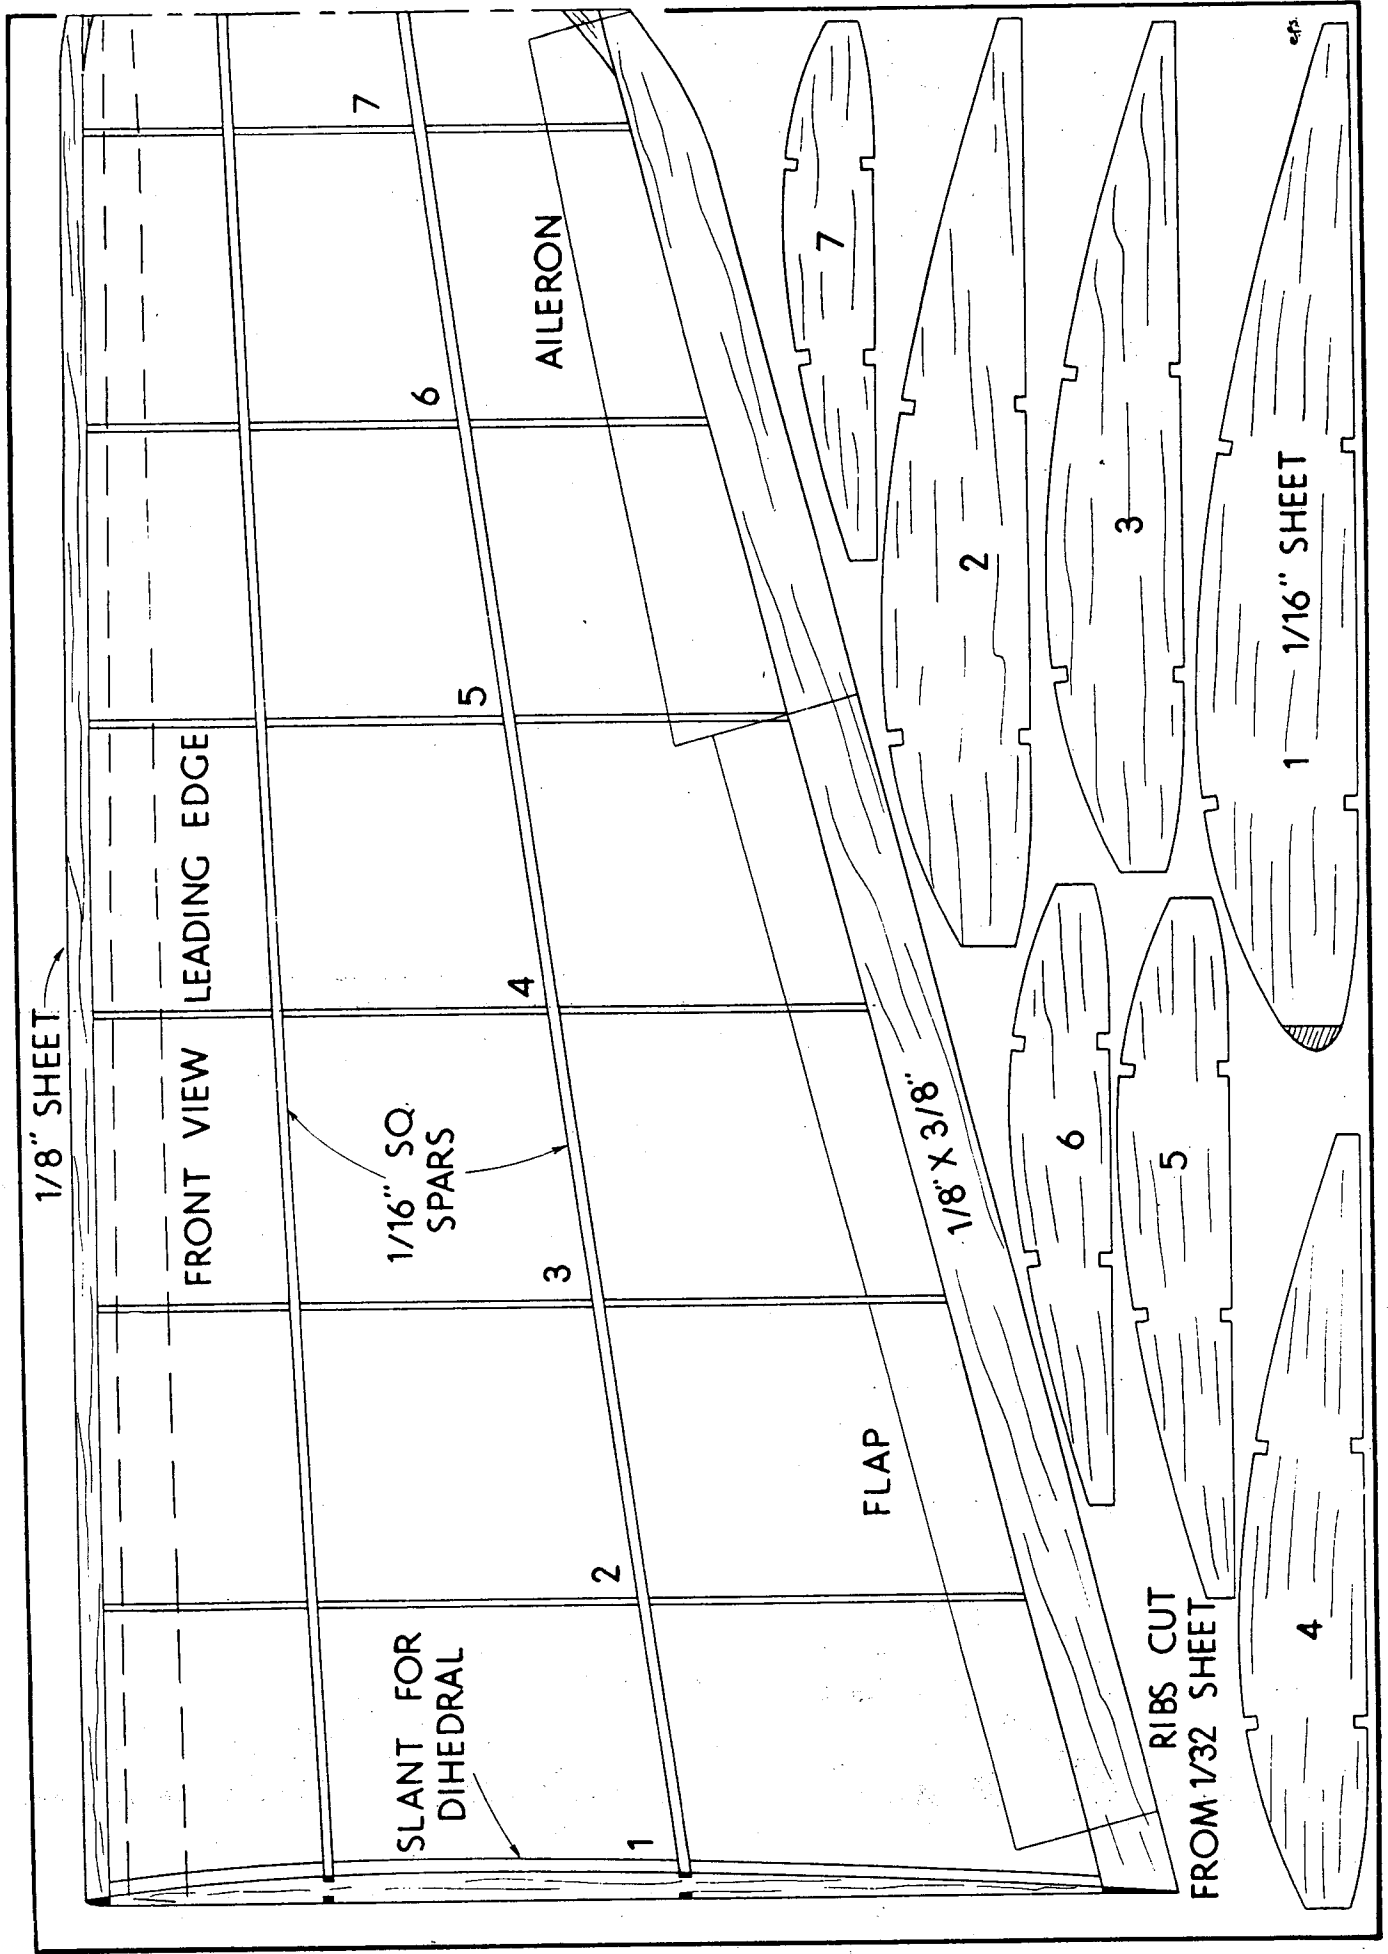 1/8" SHEET
FRONT VIEW LEADING EDGE
1/16" SQ.
SPARS
SLANT FOR
DIHEDRAL
1
2
3
4
5
6
7
FLAP
AILERON
1/8" X 3/8"
RIBS CUT
FROM 1/32 SHEET
7
2
3
1 1/16" SHEET
6
5
4